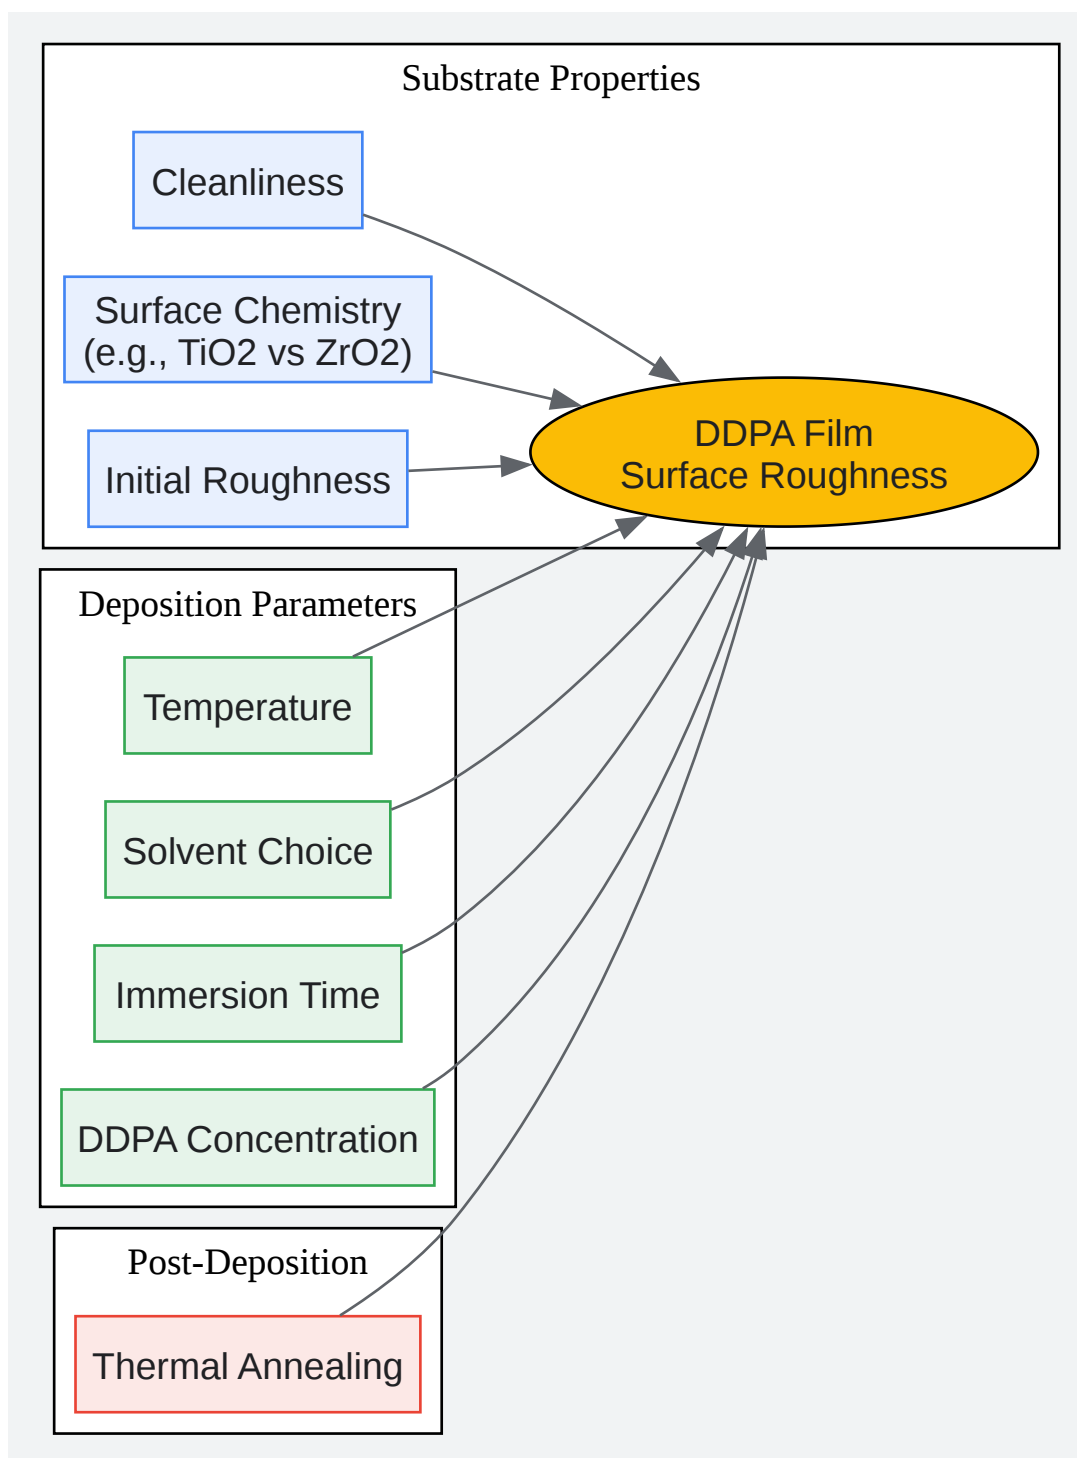 Substrate Properties
Cleanliness
Surface Chemistry
(e.g., TiO2 vs ZrO2)
Initial Roughness
DDPA Film
Surface Roughness
Deposition Parameters
Temperature
Solvent Choice
Immersion Time
DDPA Concentration
Post-Deposition
Thermal Annealing